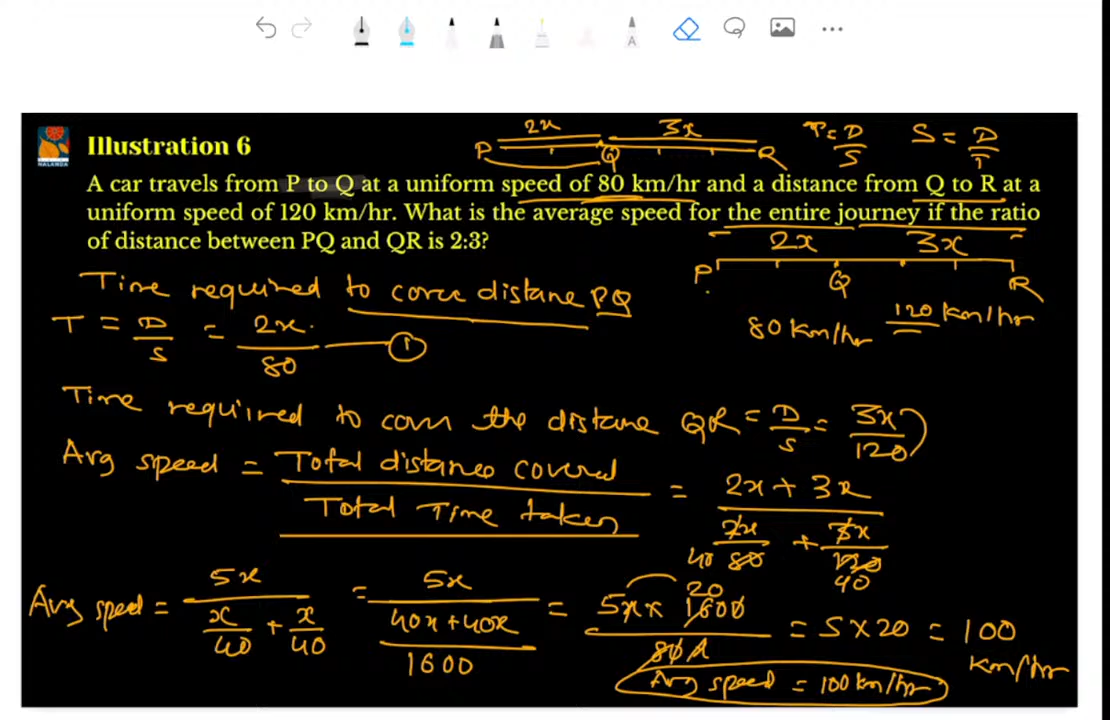 2x 3x
P Q R
T = D/S S = D/T
Illustration 6
A car travels from P to Q at a uniform speed of 80 km/hr and a distance from Q to R at a
uniform speed of 120 km/hr. What is the average speed for the entire journey if the ratio
of distance between PQ and QR is 2:3?
2x 3x
P Q R
80 km/hr 120 km/hr
Time required to cover distane PQ
T = D/S = 2x/80 ①
Time required to corn the distane QR = D/S = 3x/120
Avg speed = Total distance covered / Total Time taken = 2x + 3x / 2x/80 + 3x/120
40 40
Avg speed = 5x / x/40 + x/40 = 5x / 40x + 40x / 1600 = 5x x 1600 / 80x = 5 x 20 = 100
20
km/hr
Avg speed = 100 km/hr
NALANDA
A